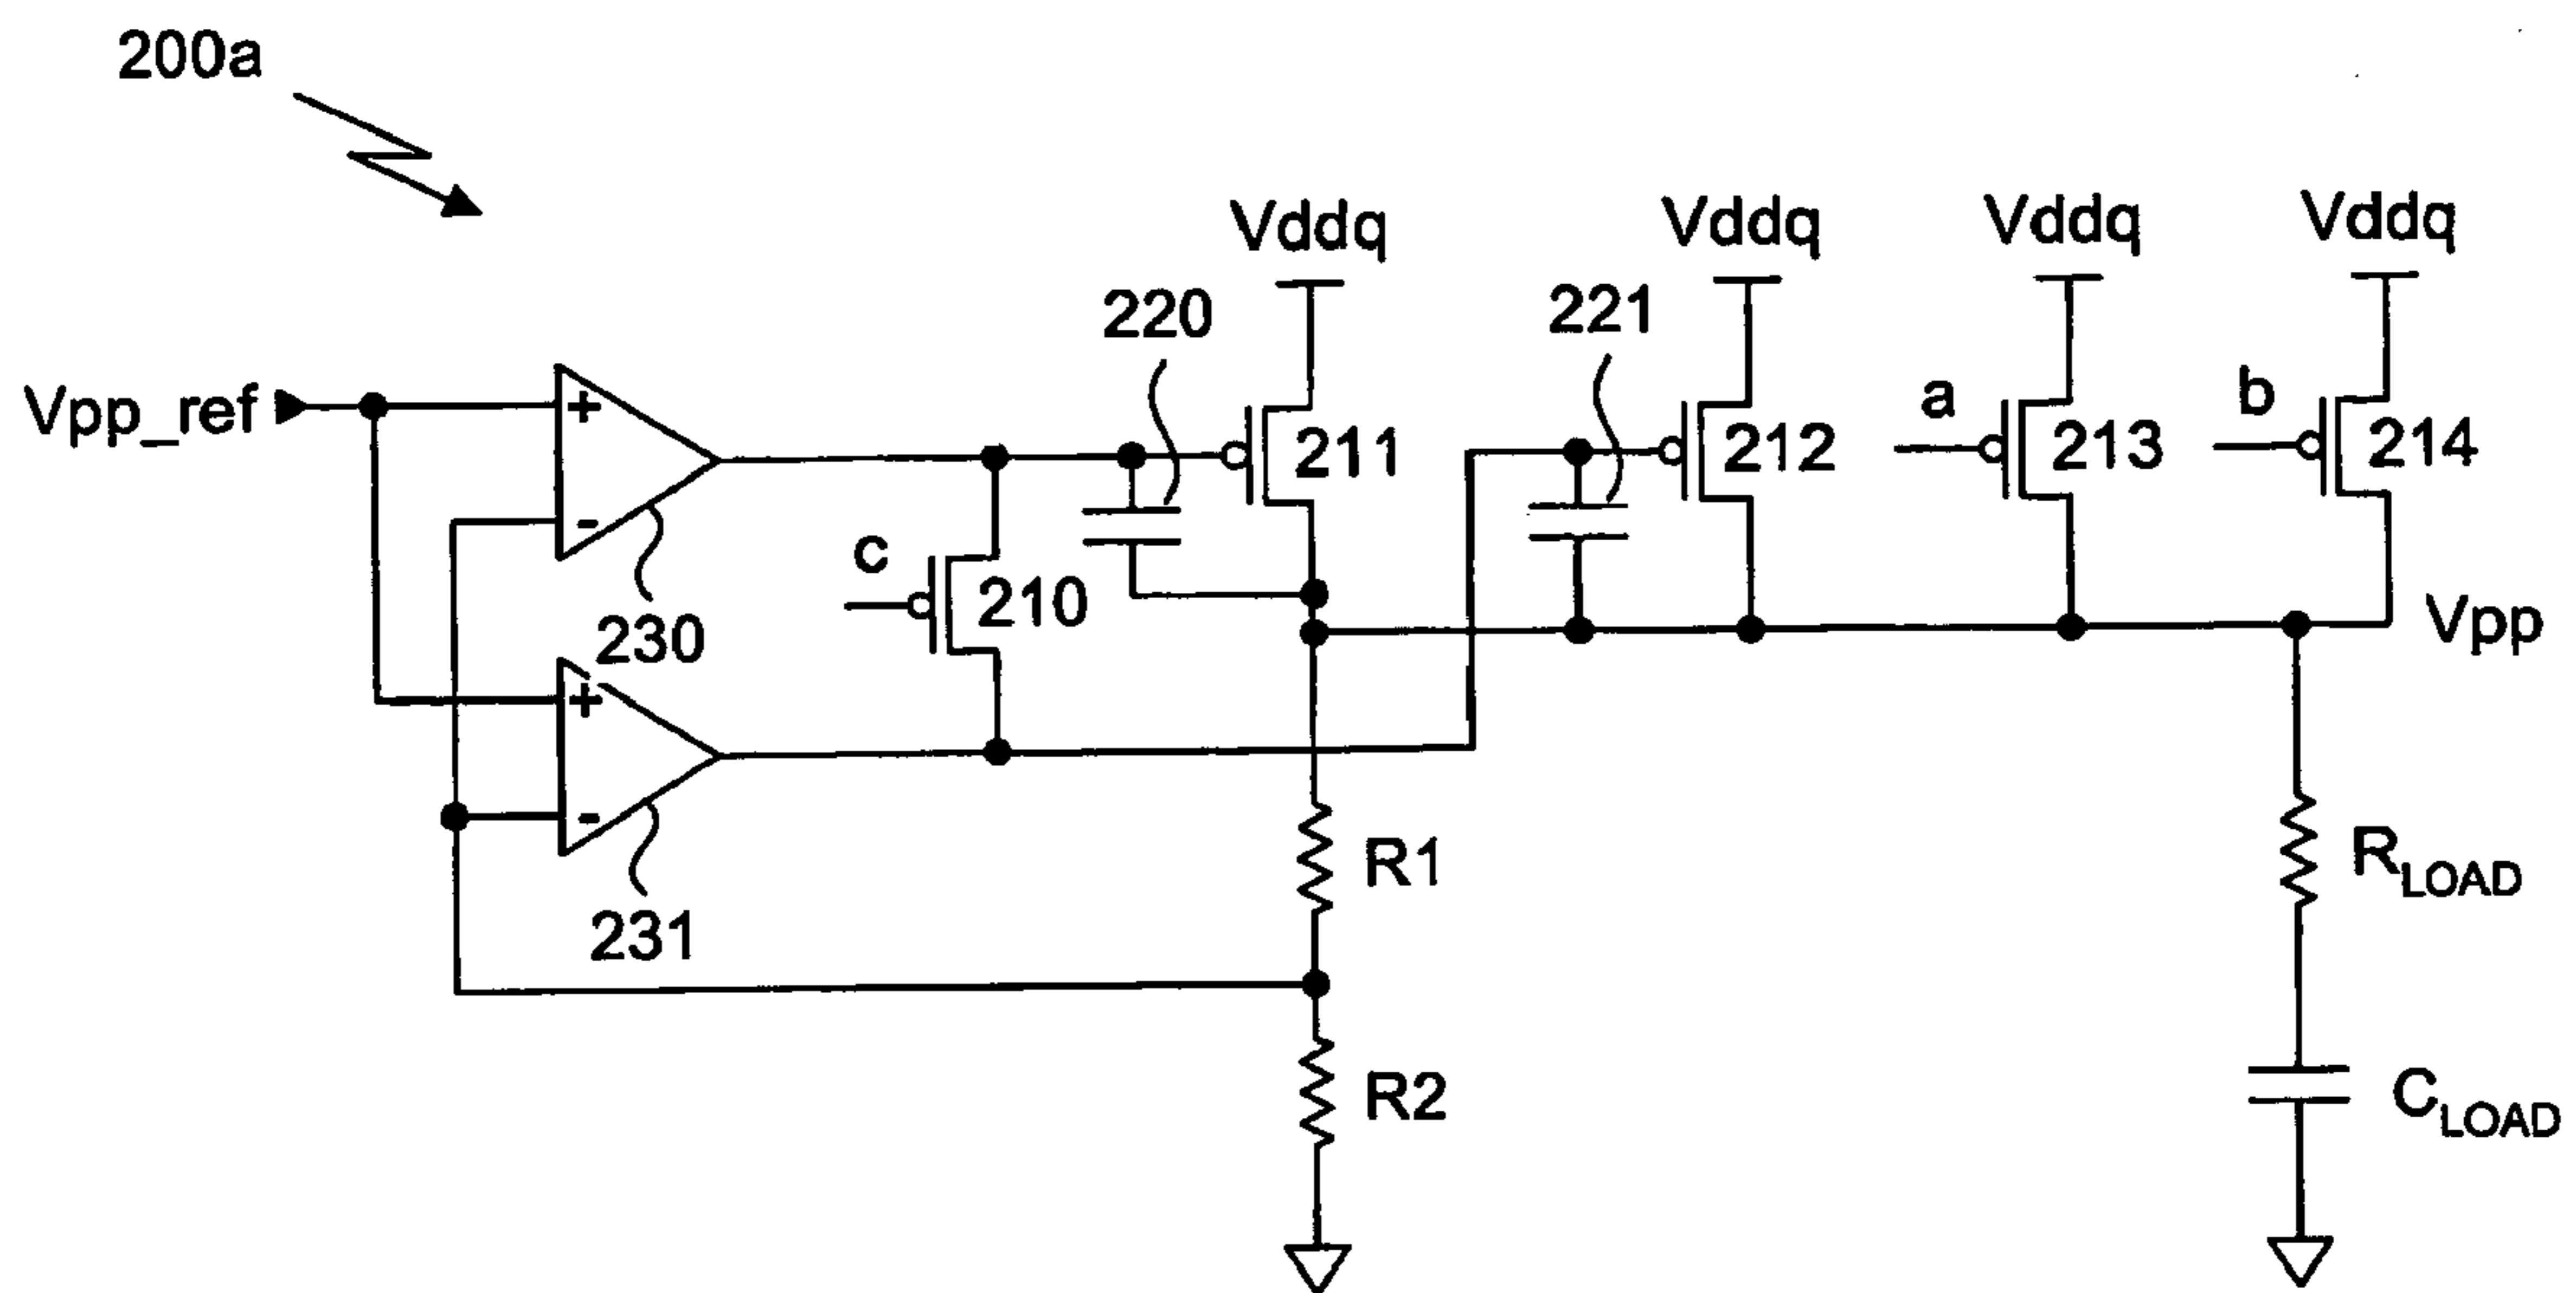 200a
Vddq
Vddq
Vddq
Vddq
220
221
Vpp_ref
+
-
211
212
a
213
b
214
c
210
230
Vpp
+
-
231
R1
R2
RLOAD
CLOAD